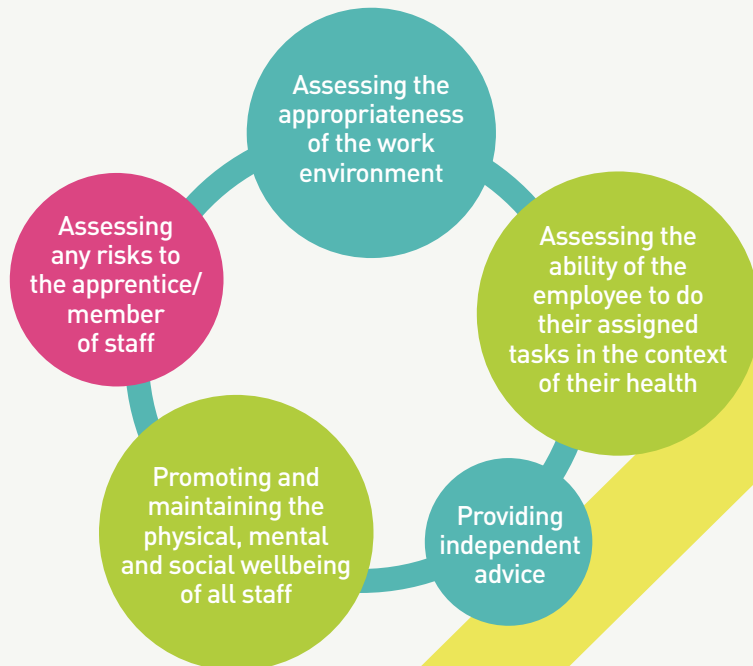 Assessing the
appropriateness
of the work
environment
Assessing the
ability of the
employee to do
their assigned
tasks in the context
of their health
Providing
independent
advice
Promoting and
maintaining the
physical, mental
and social wellbeing
of all staff
Assessing
any risks to
the apprentice/
member
of staff